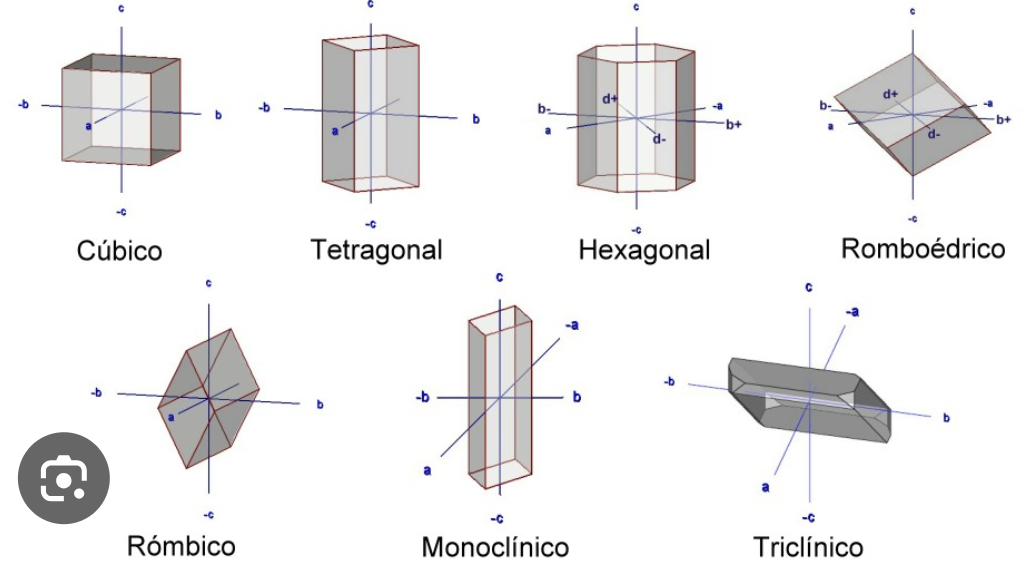 c
-b
b
a
-c
Cúbico
c
-b
b
a
-c
Tetragonal
c
d+
b-
-a
a
b+
d-
-c
Hexagonal
c
d+
b-
-a
a
b+
d-
-c
Romboédrico
c
-b
a
b
-c
Rómbico
c
-a
-b
b
a
-c
Monoclínico
c
-a
-b
b
a
-c
Triclínico